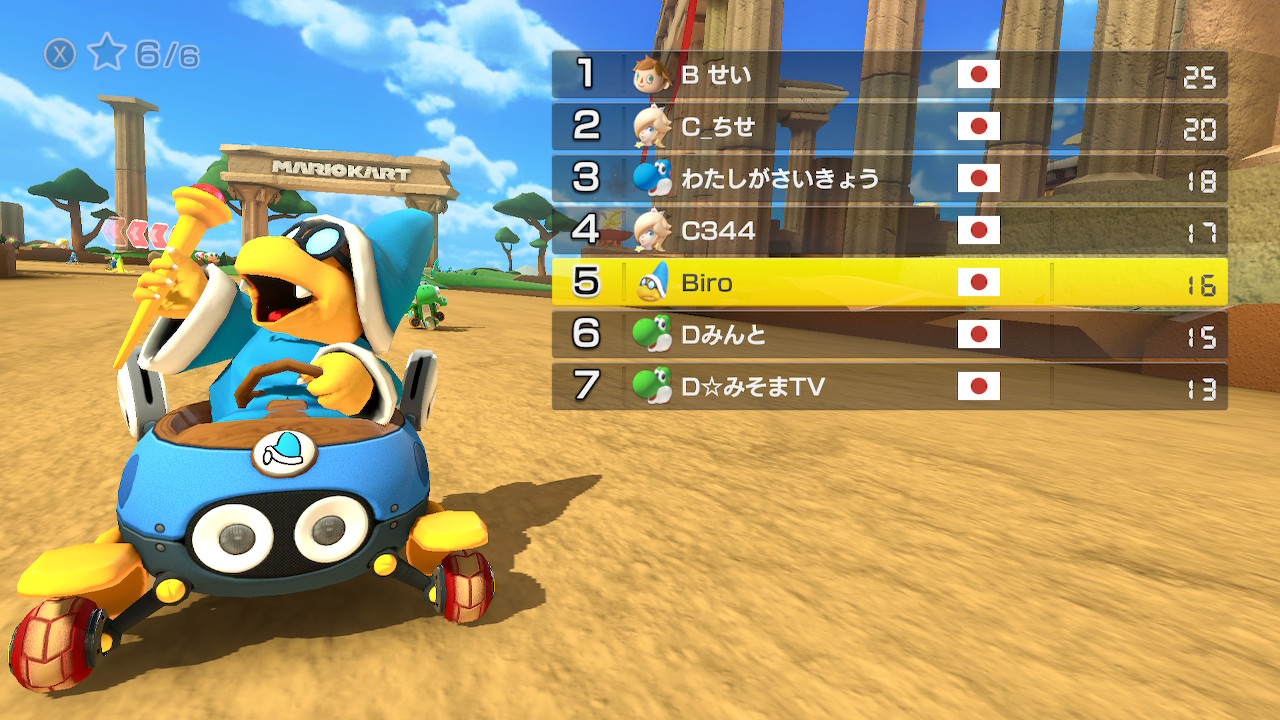 X ☆ 6/6
MARIOKART
1 B せい 25
2 C_ちせ 20
3 わたしがさいきょう 18
4 C344 17
5 Biro 16
6 Dみんと 15
7 D☆みそまTV 13